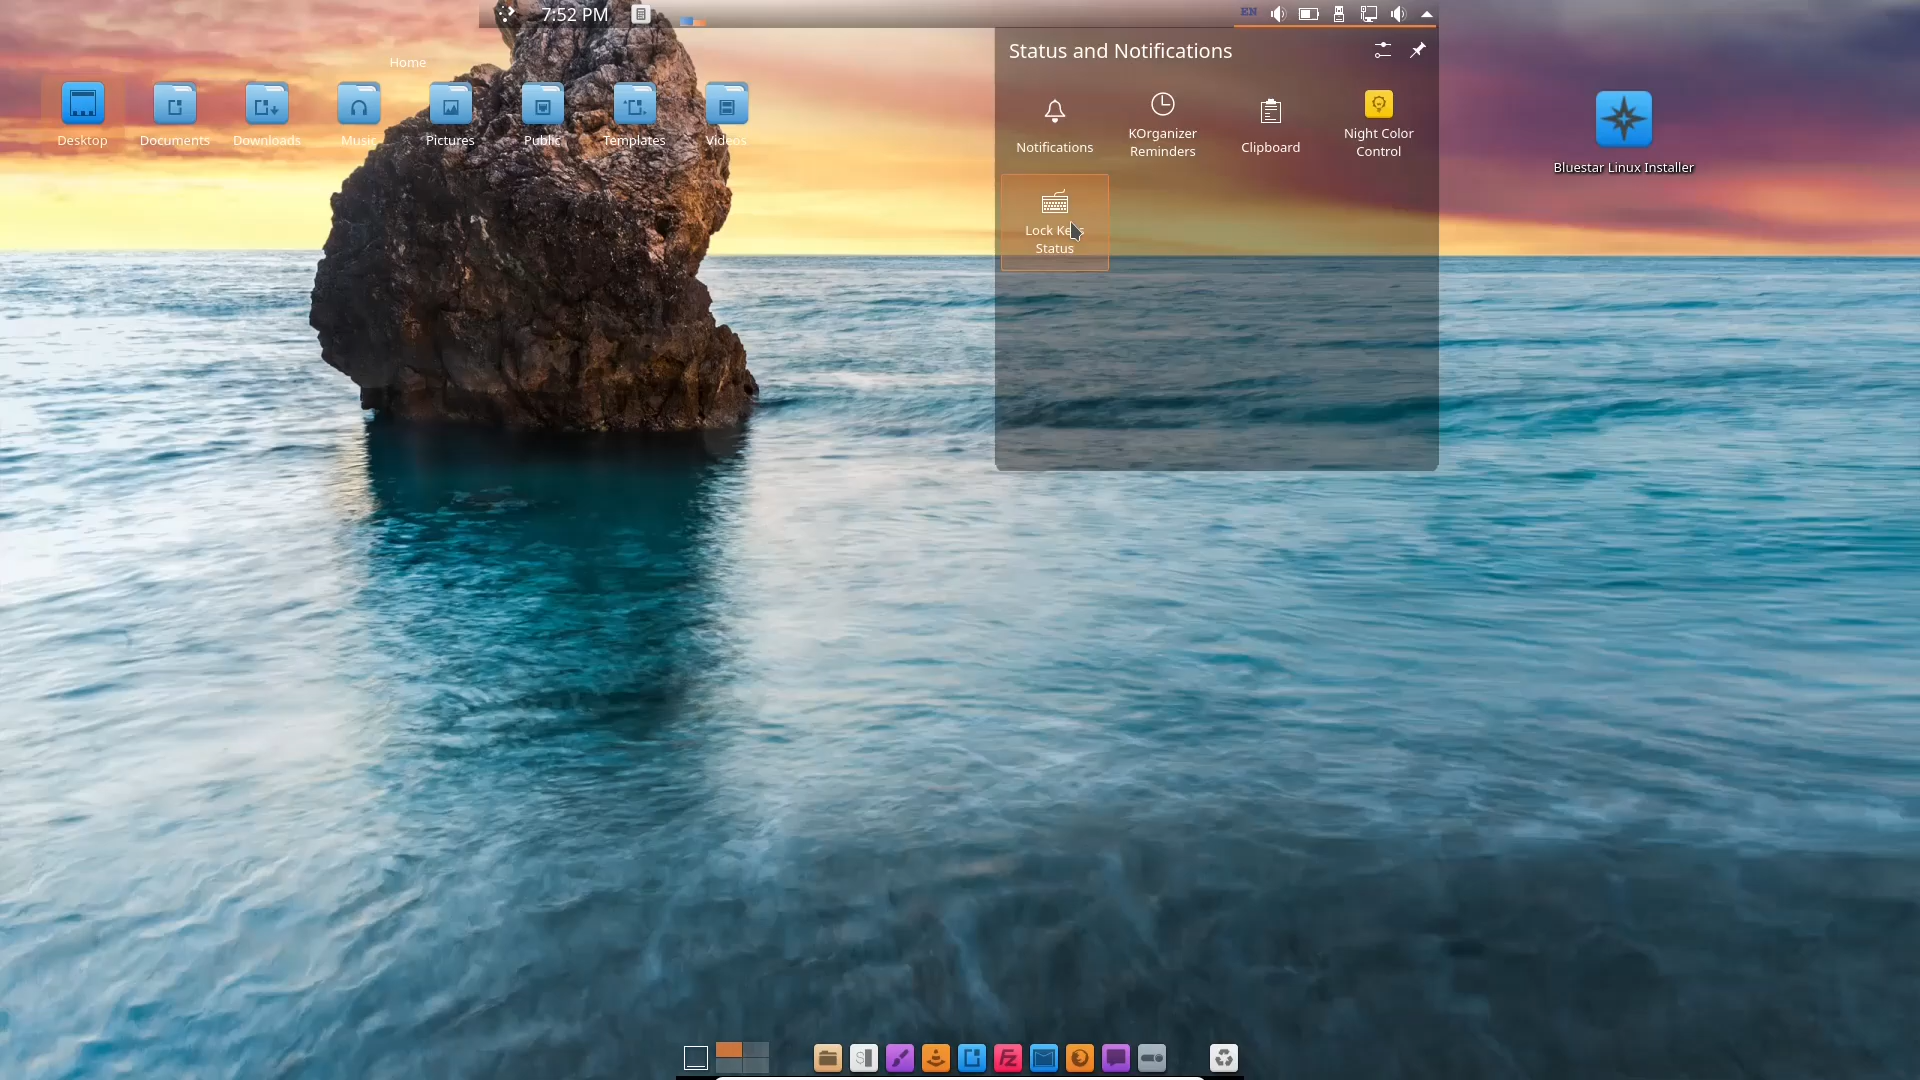 7:52 PM
EN
Home
Desktop
Documents
Downloads
Music
Pictures
Public
Templates
Videos
Status and Notifications
Notifications
KOrganizer
Reminders
Clipboard
Night Color
Control
Lock Keys
Status
Bluestar Linux Installer
S
FZ